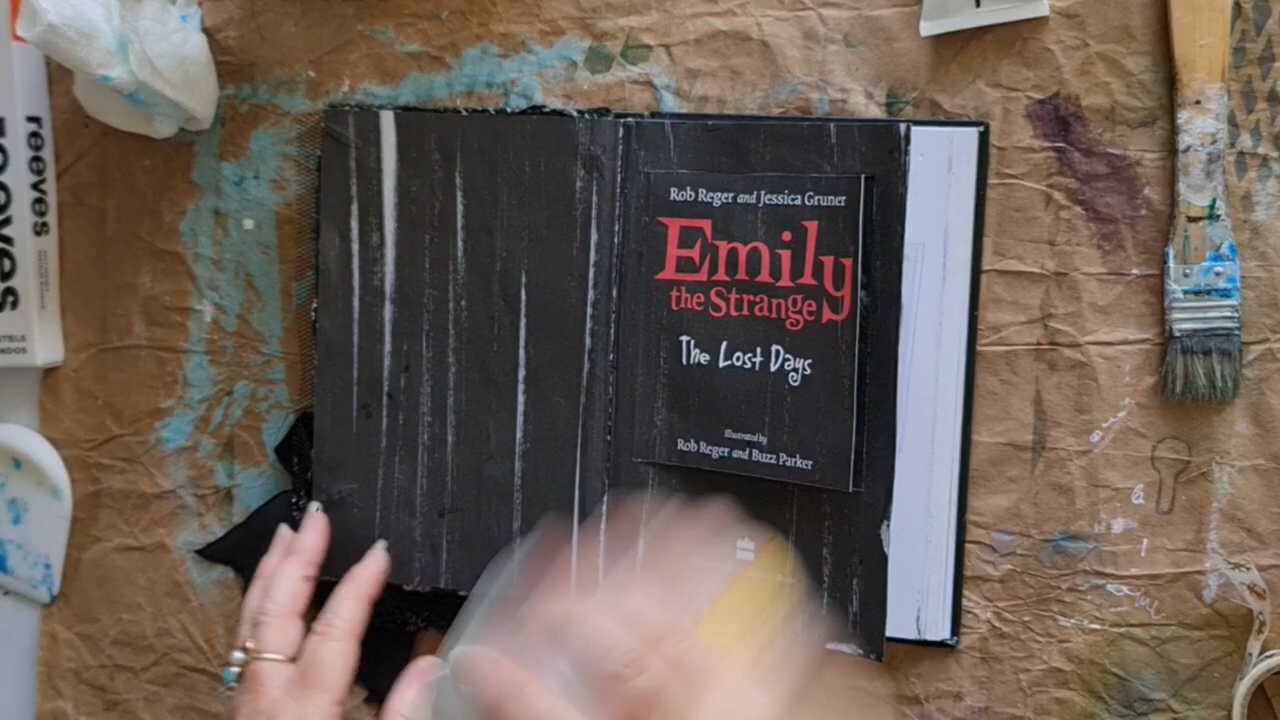 Rob Reger and Jessica Gruner
Emily
the Strange
The Lost Days
Illustrated by
Rob Reger and Buzz Parker
reeves
reeves